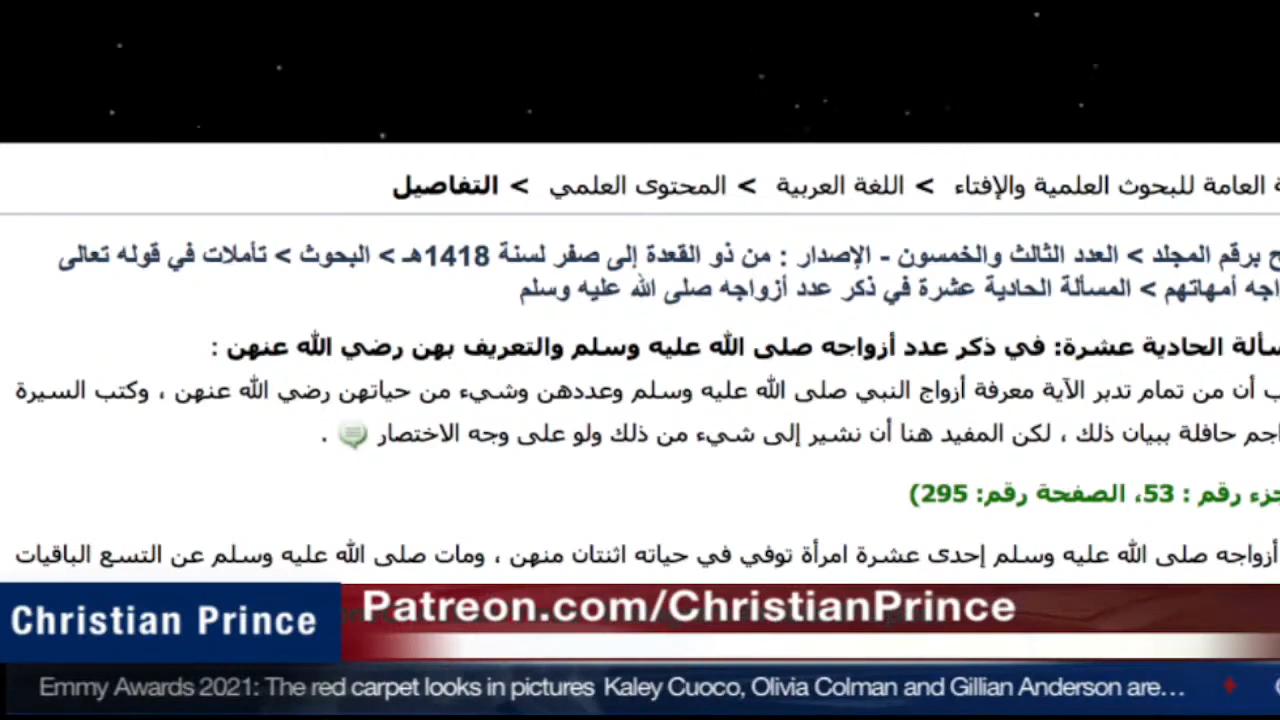 العامة للبحوث العلمية والإفتاء > اللغة العربية > المحتوى العلمي > التفاصيل
برقم المجلد > العدد الثالث والخمسون - الإصدار : من ذو القعدة إلى صفر لسنة 1418هـ > البحوث > تأملات في قوله تعالى
أمهاتهم > المسألة الحادية عشرة في ذكر عدد أزواجه صلى الله عليه وسلم
الحادية عشرة: في ذكر عدد أزواجه صلى الله عليه وسلم والتعريف بهن رضي الله عنهن :
أن من تمام تدبر الآية معرفة أزواج النبي صلى الله عليه وسلم وعددهن وشيء من حياتهن رضي الله عنهن ، وكتب السيرة
حافلة ببيان ذلك ، لكن المفيد هنا أن نشير إلى شيء من ذلك ولو على وجه الاختصار .
رقم : 53، الصفحة رقم: 295)
أزواجه صلى الله عليه وسلم إحدى عشرة امرأة توفي في حياته اثنتان منهن ، ومات صلى الله عليه وسلم عن التسع الباقيات
Christian Prince
Patreon.com/ChristianPrince
Emmy Awards 2021: The red carpet looks in pictures Kaley Cuoco, Olivia Colman and Gillian Anderson are...